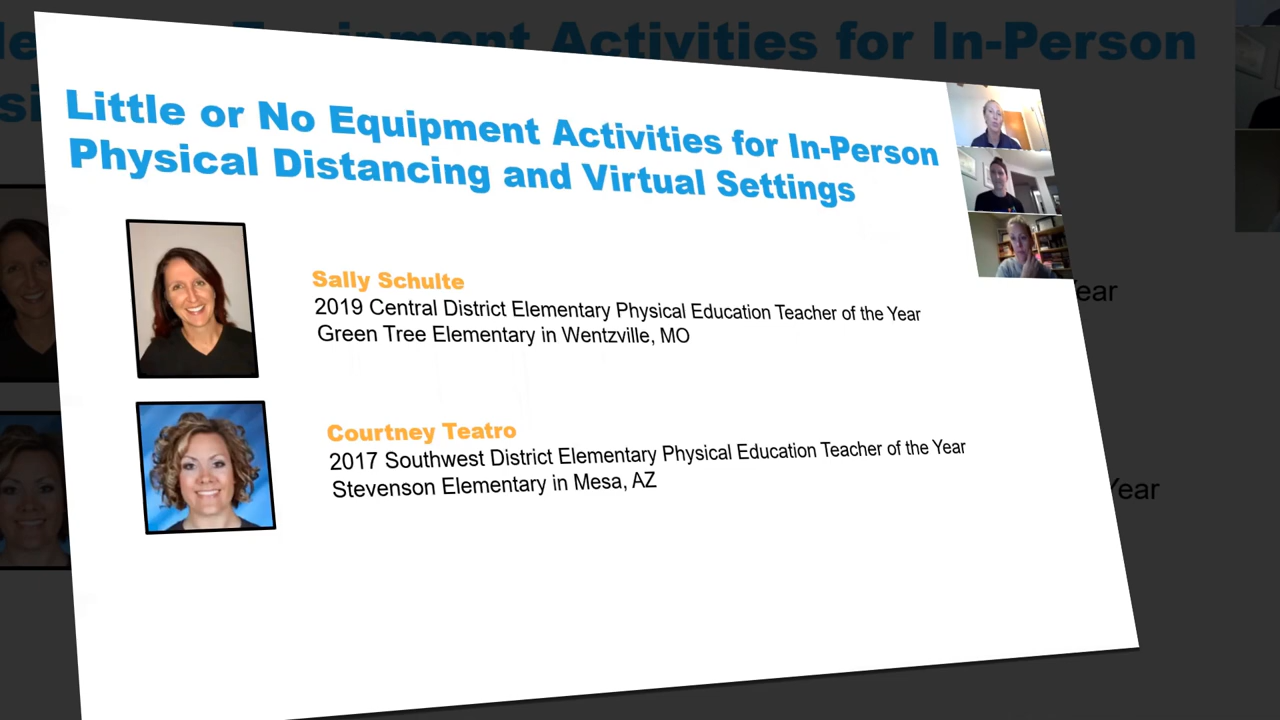 Little or No Equipment Activities for In-Person
Physical Distancing and Virtual Settings
Sally Schulte
2019 Central District Elementary Physical Education Teacher of the Year
Green Tree Elementary in Wentzville, MO
Courtney Teatro
2017 Southwest District Elementary Physical Education Teacher of the Year
Stevenson Elementary in Mesa, AZ